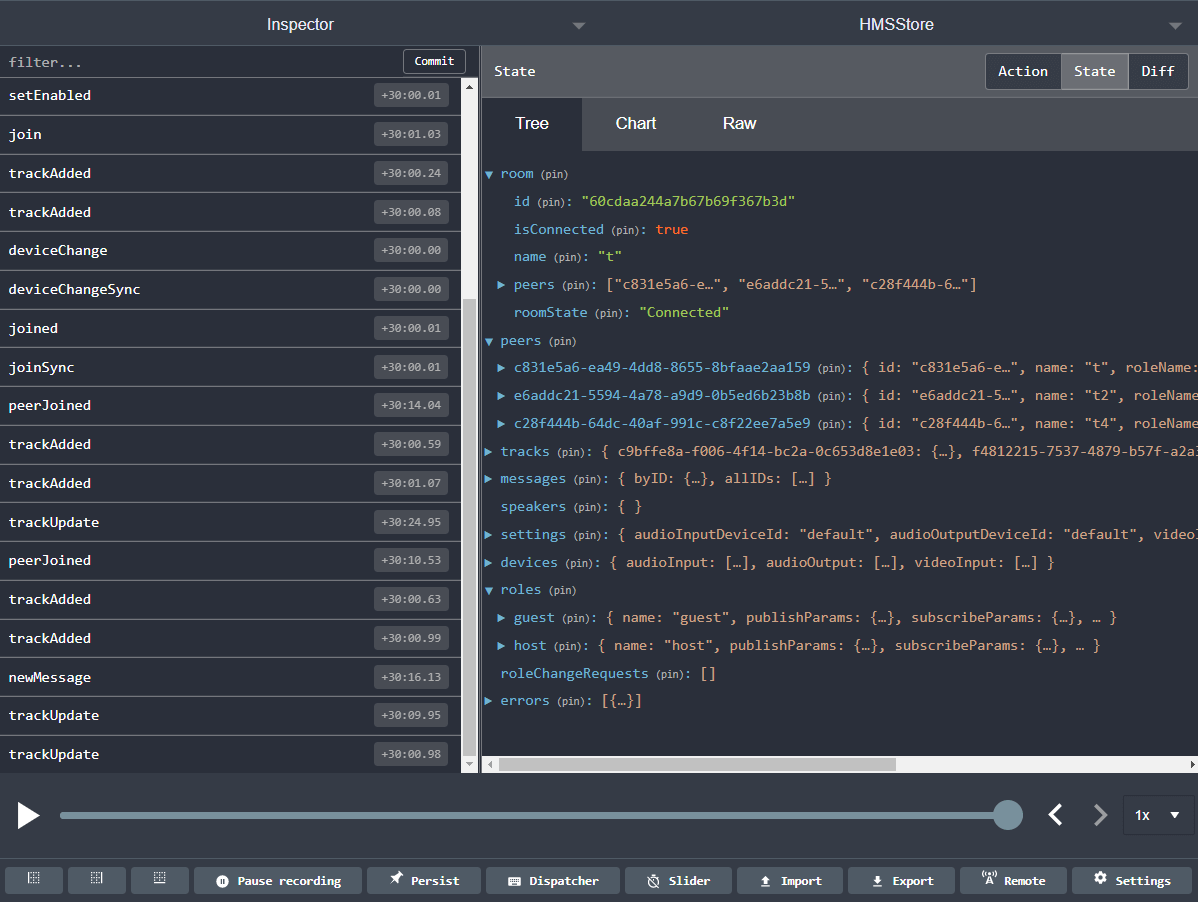 Inspector
HMSStore
filter...
Commit
setEnabled +30:00.01
join +30:01.03
trackAdded +30:00.24
trackAdded +30:00.08
deviceChange +30:00.00
deviceChangeSync +30:00.00
joined +30:00.01
joinSync +30:00.01
peerJoined +30:14.04
trackAdded +30:00.59
trackAdded +30:01.07
trackUpdate +30:24.95
peerJoined +30:10.53
trackAdded +30:00.63
trackAdded +30:00.99
newMessage +30:16.13
trackUpdate +30:09.95
trackUpdate +30:00.98
State
Action State Diff
Tree Chart Raw
room (pin)
id (pin): "60cdaa244a7b67b69f367b3d"
isConnected (pin): true
name (pin): "t"
peers (pin): ["c831e5a6-e…", "e6addc21-5…", "c28f444b-6…"]
roomState (pin): "Connected"
peers (pin)
c831e5a6-ea49-4dd8-8655-8bfaae2aa159 (pin): { id: "c831e5a6-e…", name: "t", roleName:
e6addc21-5594-4a78-a9d9-0b5ed6b23b8b (pin): { id: "e6addc21-5…", name: "t2", roleName
c28f444b-64dc-40af-991c-c8f22ee7a5e9 (pin): { id: "c28f444b-6…", name: "t4", roleName
tracks (pin): { c9bffe8a-f006-4f14-bc2a-0c653d8e1e03: {…}, f4812215-7537-4879-b57f-a2a3
messages (pin): { byID: {…}, allIDs: […] }
speakers (pin): { }
settings (pin): { audioInputDeviceId: "default", audioOutputDeviceId: "default", videoI
devices (pin): { audioInput: […], audioOutput: […], videoInput: […] }
roles (pin)
guest (pin): { name: "guest", publishParams: {…}, subscribeParams: {…}, … }
host (pin): { name: "host", publishParams: {…}, subscribeParams: {…}, … }
roleChangeRequests (pin): []
errors (pin): [{…}]
1x
Pause recording Persist Dispatcher Slider Import Export Remote Settings